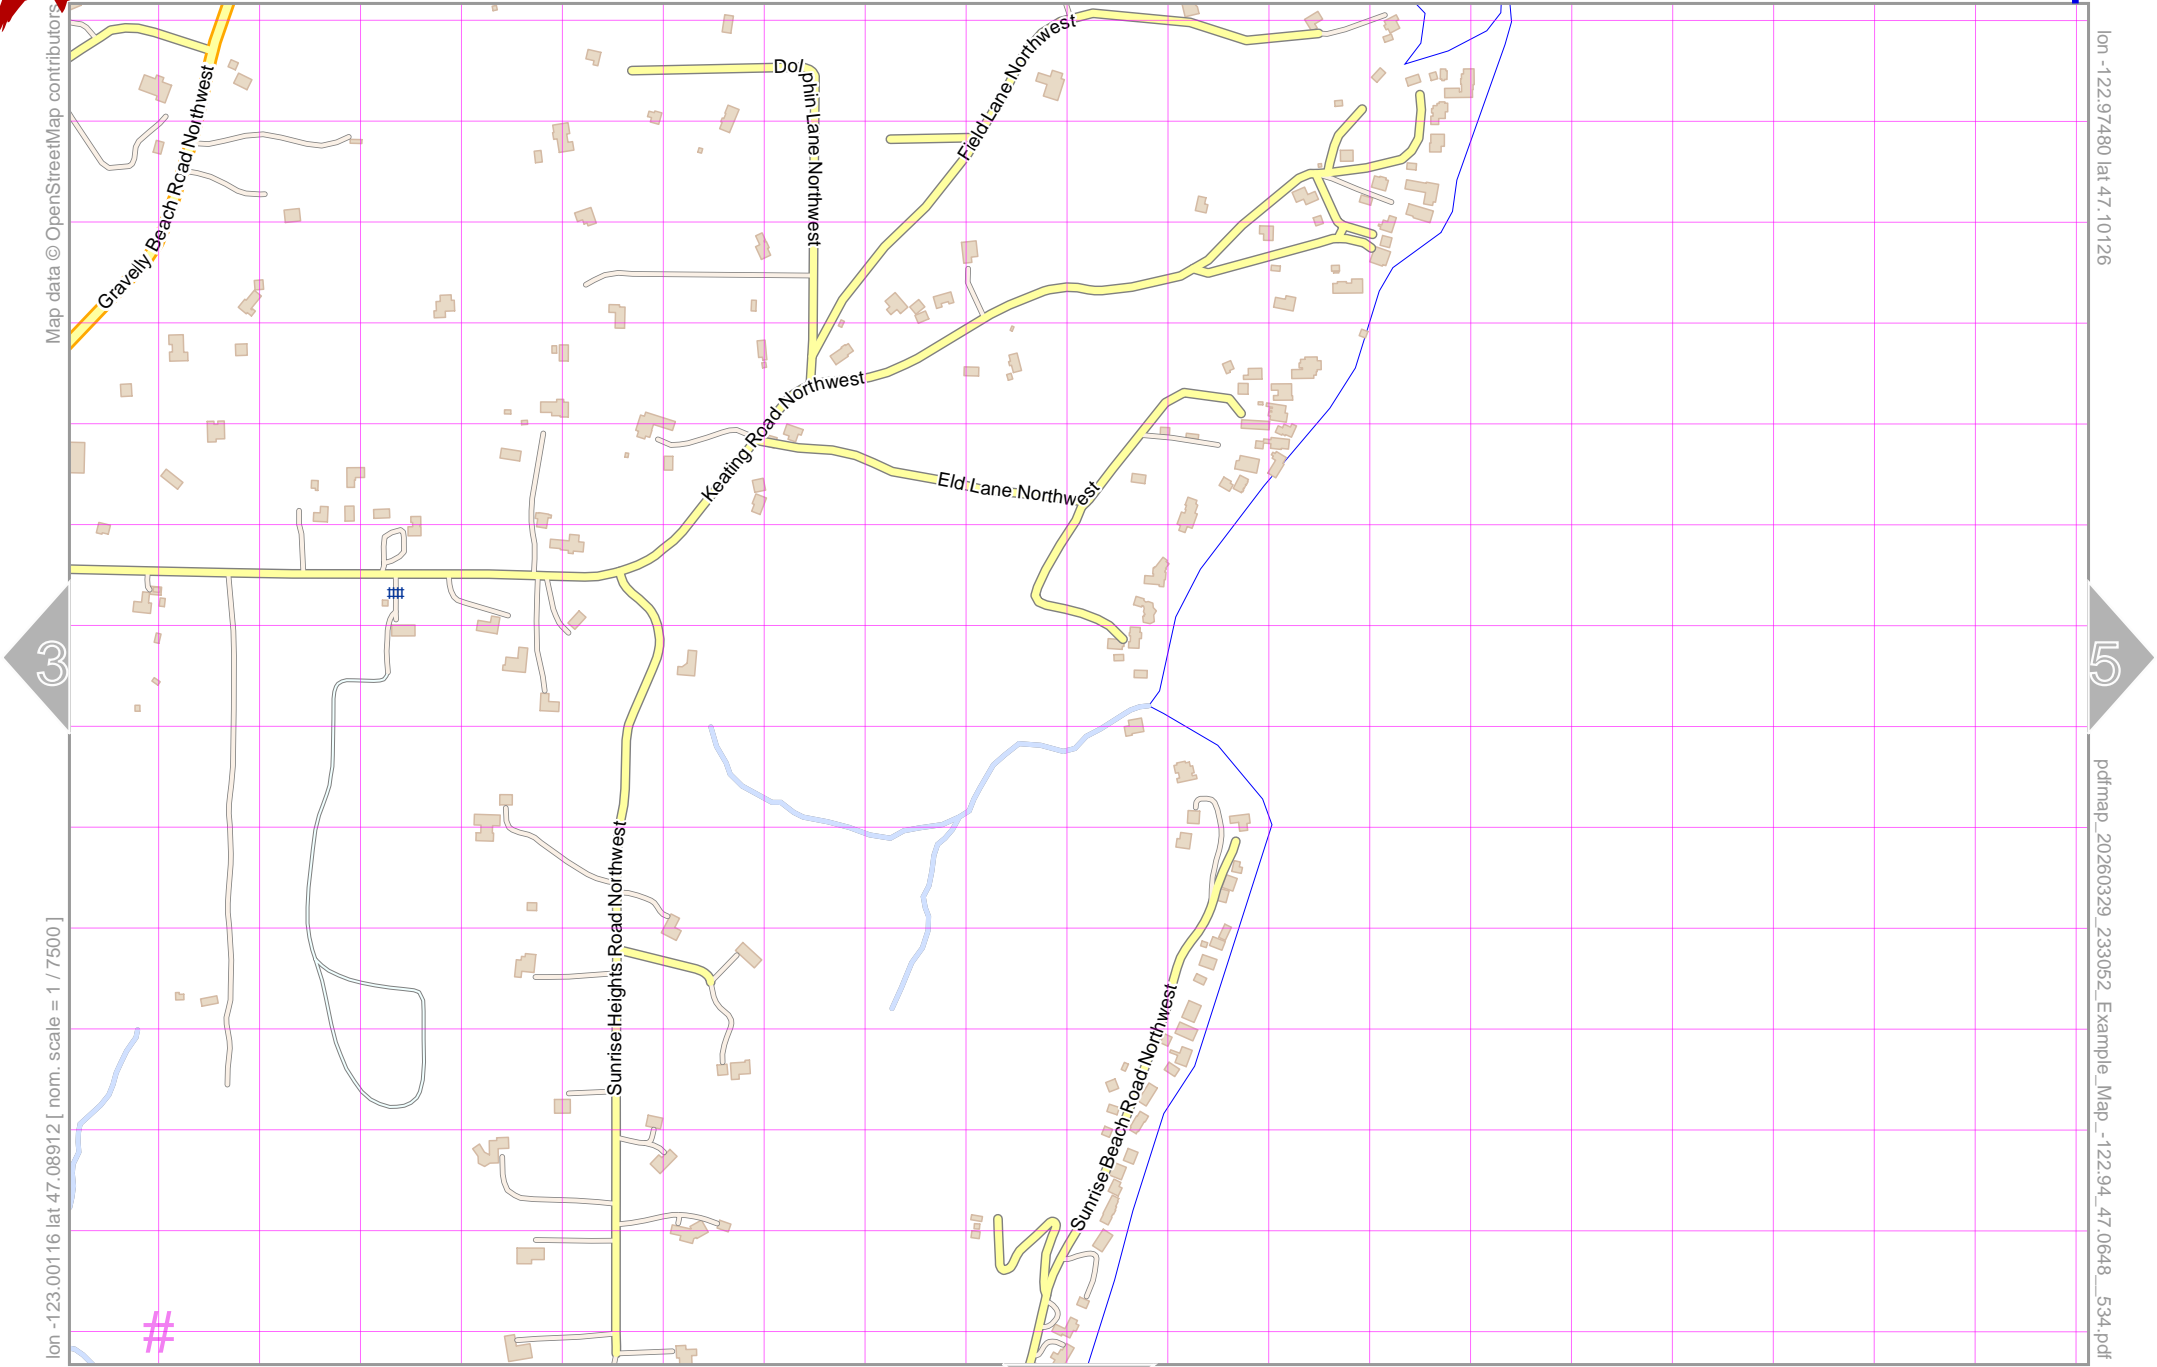 Map data © OpenStreetMap contributors
lon -122.97480 lat 47.10126
Gravelly Beach Road Northwest
Dolphin Lane Northwest
Field Lane Northwest
Keating Road Northwest
Eld Lane Northwest
3
5
Sunrise Heights Road Northwest
Sunrise Beach Road Northwest
lon -123.00116 lat 47.08912 [ nom. scale = 1 / 7500 ]
pdfmap_20260329_233052_Example_Map_-122.94_47.0648__534.pdf
#